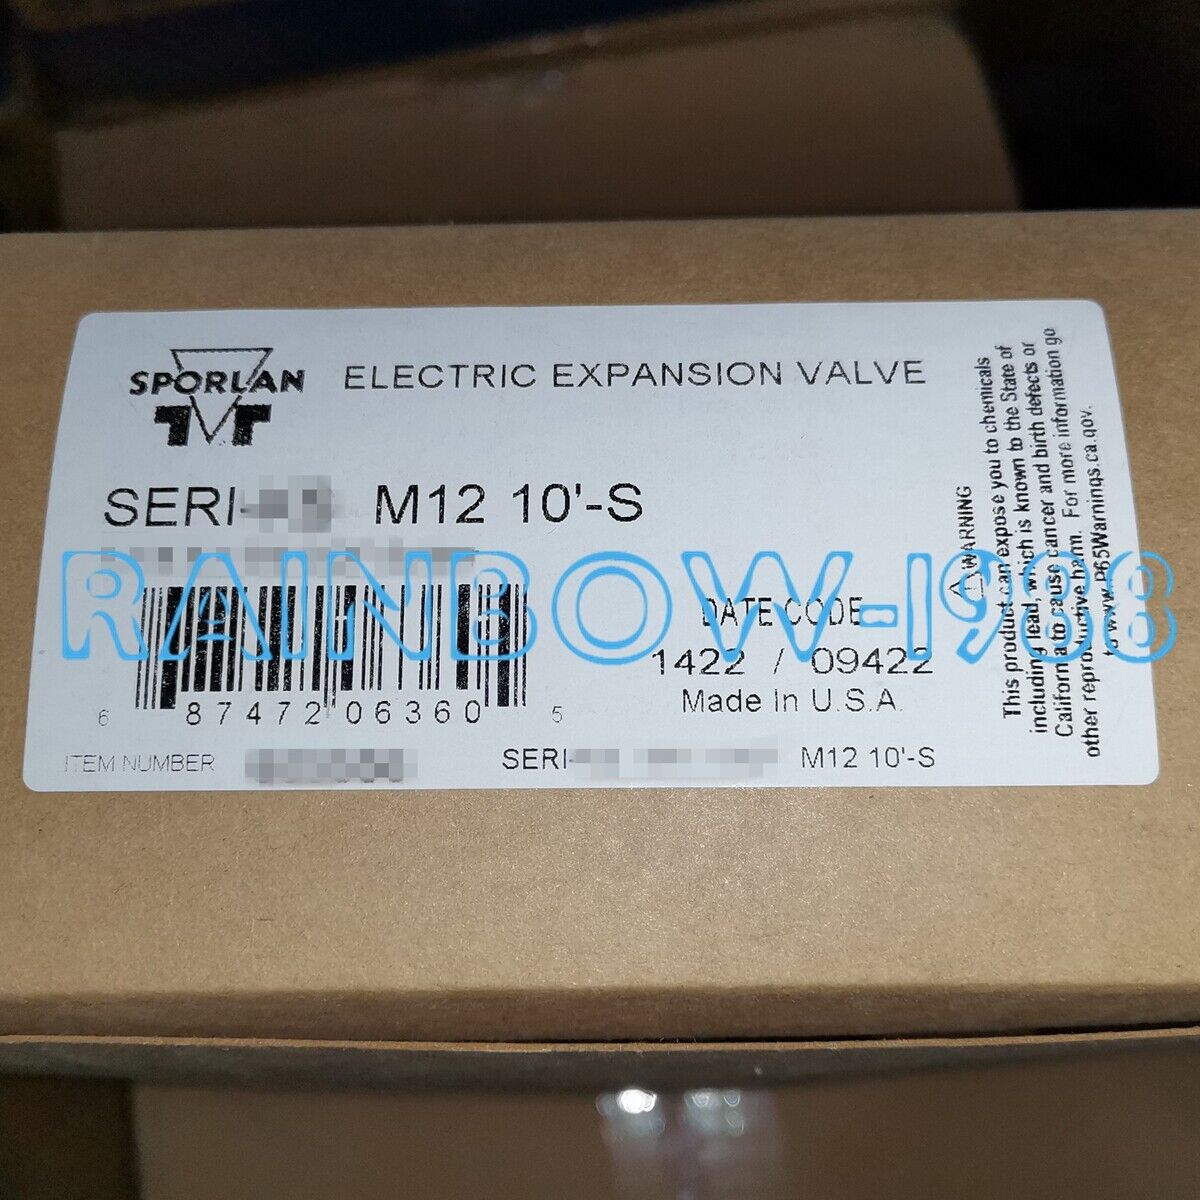 SPORLAN
ELECTRIC EXPANSION VALVE
SERI- M12 10'-S
RAINBOW-1988
DATE CODE
1422 / 09422
Made In U.S.A.
6 87472 06360 5
ITEM NUMBER SERI- M12 10'-S
⚠WARNING
This product can expose you to chemicals
including lead, which is known to the State of
California to cause cancer and birth defects or
other reproductive harm. For more information go
to www.P65Warnings.ca.gov.